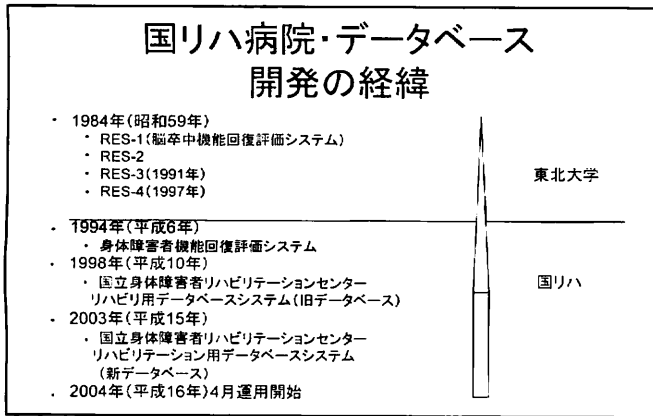 国リハ病院・データベース
開発の経緯
・ 1984年(昭和59年)
・ RES-1(脳卒中機能回復評価システム)
・ RES-2
・ RES-3(1991年)
・ RES-4(1997年)
東北大学
・ 1994年(平成6年)
・ 身体障害者機能回復評価システム
・ 1998年(平成10年)
・ 国立身体障害者リハビリテーションセンター
リハビリ用データベースシステム(旧データベース)
国リハ
・ 2003年(平成15年)
・ 国立身体障害者リハビリテーションセンター
リハビリテーション用データベースシステム
(新データベース)
・ 2004年(平成16年)4月運用開始